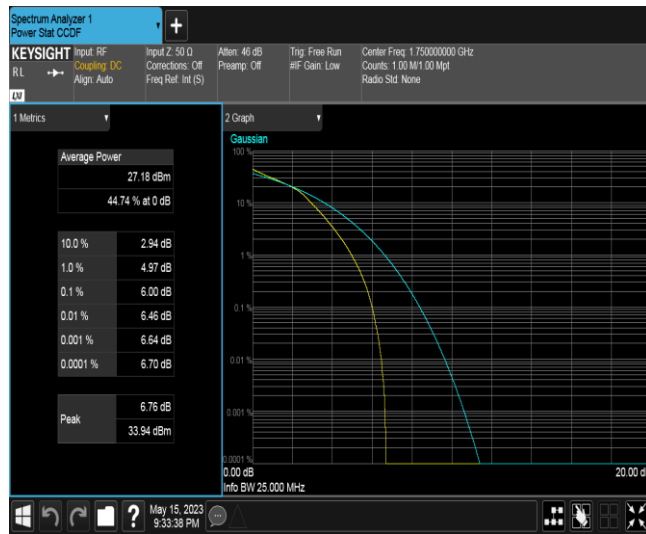 Spectrum Analyzer 1
Power Stat CCDF
+
KEYSIGHT
RL
LXI
Input: RF
Coupling: DC
Align: Auto
Input Z: 50 Ω
Corrections: Off
Freq Ref: Int (S)
Atten: 46 dB
Preamp: Off
Trig: Free Run
#IF Gain: Low
Center Freq: 1.750000000 GHz
Counts: 1.00 M/1.00 Mpt
Radio Std: None
1 Metrics
Average Power
27.18 dBm
44.74 % at 0 dB
10.0 % 2.94 dB
1.0 % 4.97 dB
0.1 % 6.00 dB
0.01 % 6.46 dB
0.001 % 6.64 dB
0.0001 % 6.70 dB
Peak
6.76 dB
33.94 dBm
2 Graph
Gaussian
100 %
10 %
1 %
0.1 %
0.01 %
0.001 %
0.0001 %
0.00 dB 20.00 d
Info BW 25.000 MHz
?
May 15, 2023
9:33:38 PM